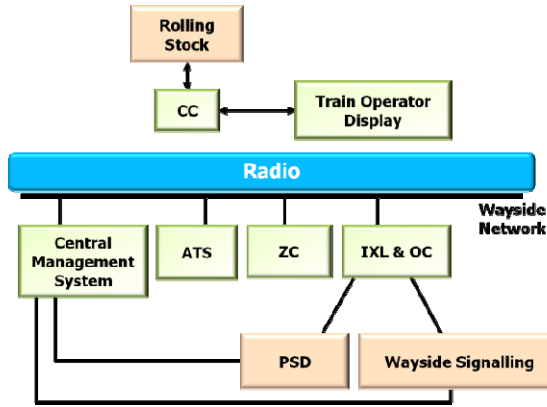 Rolling
Stock
CC
Train Operator
Display
Radio
Wayside
Network
Central
Management
System
ATS
ZC
IXL & OC
PSD
Wayside Signalling